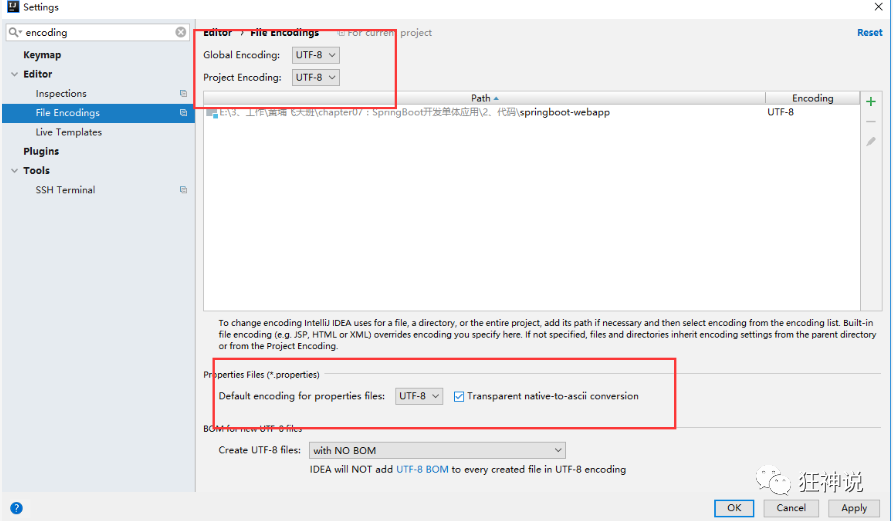 Settings
encoding
Keymap
Editor
Inspections
File Encodings
Live Templates
Plugins
Tools
SSH Terminal
Editor › File Encodings For current project Reset
Global Encoding: UTF-8
Project Encoding: UTF-8
Path Encoding
E:\3、工作\黄埔飞天班\chapter07：SpringBoot开发单体应用\2、代码\springboot-webapp UTF-8
To change encoding IntelliJ IDEA uses for a file, a directory, or the entire project, add its path if necessary and then select encoding from the encoding list. Built-in
file encoding (e.g. JSP, HTML or XML) overrides encoding you specify here. If not specified, files and directories inherit encoding settings from the parent directory
or from the Project Encoding.
Properties Files (*.properties)
Default encoding for properties files: UTF-8 Transparent native-to-ascii conversion
BOM for new UTF-8 files
Create UTF-8 files: with NO BOM
IDEA will NOT add UTF-8 BOM to every created file in UTF-8 encoding
狂神说
? OK Cancel Apply